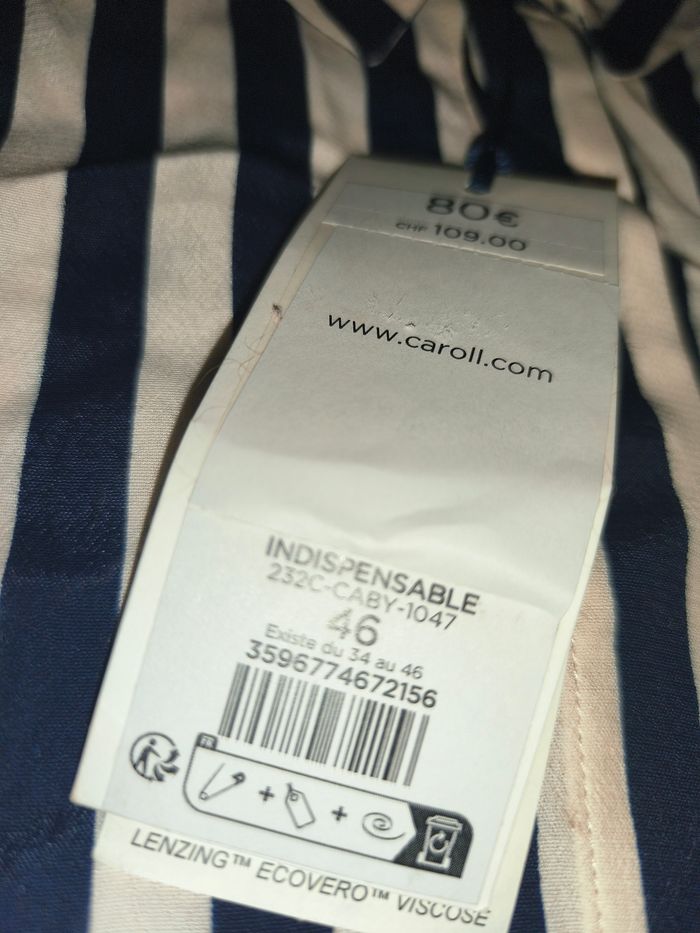 80€
CHF 109.00
www.caroll.com
INDISPENSABLE
232C-CABY-1047
46
Existe du 34 au 46
3596774672156
FR
LENZING™ ECOVERO™ VISCOSE